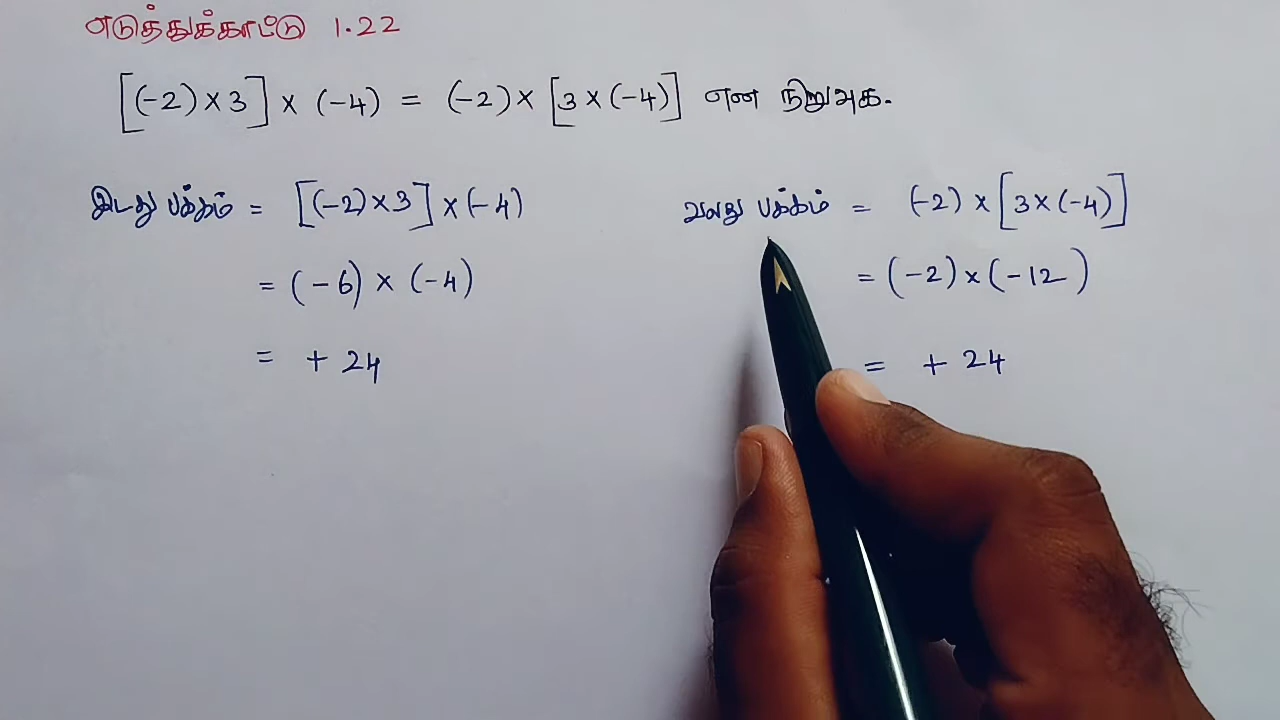 எடுத்துக்காட்டு 1.22
[(-2) × 3] × (-4) = (-2) × [3 × (-4)] என நிறுவுக.
இடது பக்கம் = [(-2) × 3] × (-4)
= (-6) × (-4)
= + 24
வலது பக்கம் = (-2) × [3 × (-4)]
= (-2) × (-12)
= + 24